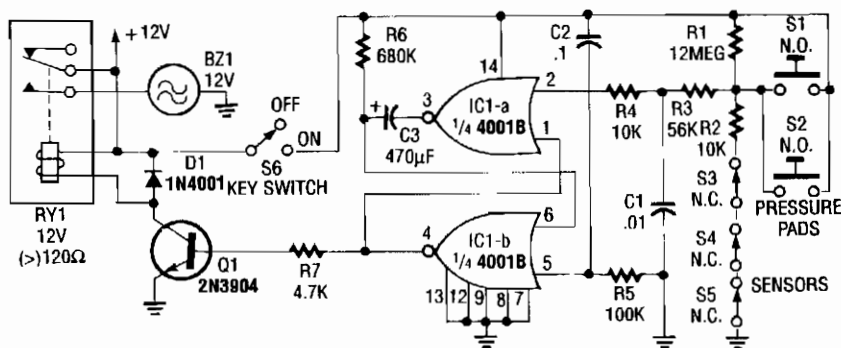 +12V
BZ1
12V
RY1
12V
(>)120Ω
D1
1N4001
OFF
ON
S6
KEY SWITCH
Q1
2N3904
R7
4.7K
R6
680K
+
C3
470µF
3
14
IC1-a
1/4 4001B
2
1
C2
.1
4
IC1-b
1/4 4001B
6
5
13
12
9
8
7
R4
10K
R3
56K
R1
12MEG
R2
10K
C1
.01
R5
100K
S1
N.O.
S2
N.O.
PRESSURE
PADS
S3
N.C.
S4
N.C.
S5
N.C.
SENSORS